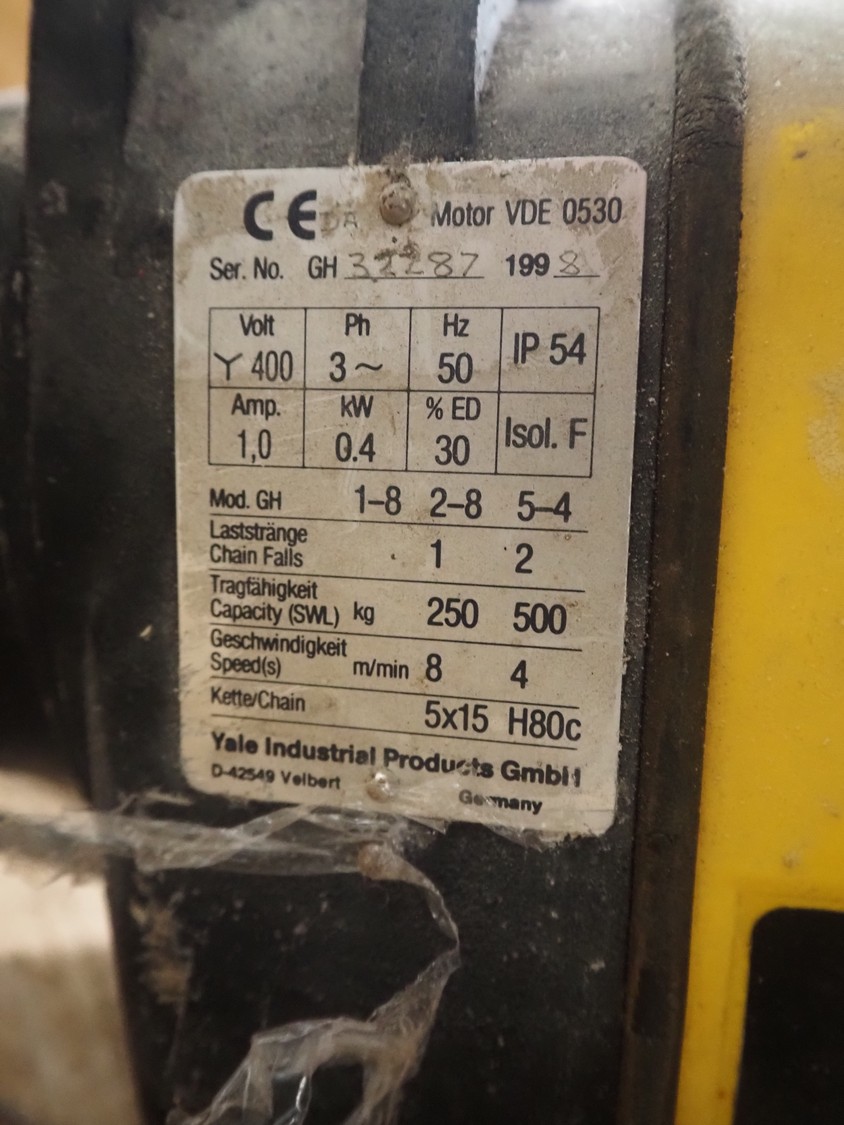 CE Motor VDE 0530
Ser. No. GH 32287 1998
Volt Ph Hz IP 54
Y 400 3~ 50
Amp. kW % ED Isol. F
1,0 0.4 30
Mod. GH 1–8 2–8 5–4
Laststränge
Chain Falls 1 2
Tragfähigkeit
Capacity (SWL) kg 250 500
Geschwindigkeit
Speed(s) m/min 8 4
Kette/Chain 5x15 H80c
Yale Industrial Products GmbH
D-42549 Velbert
Germany